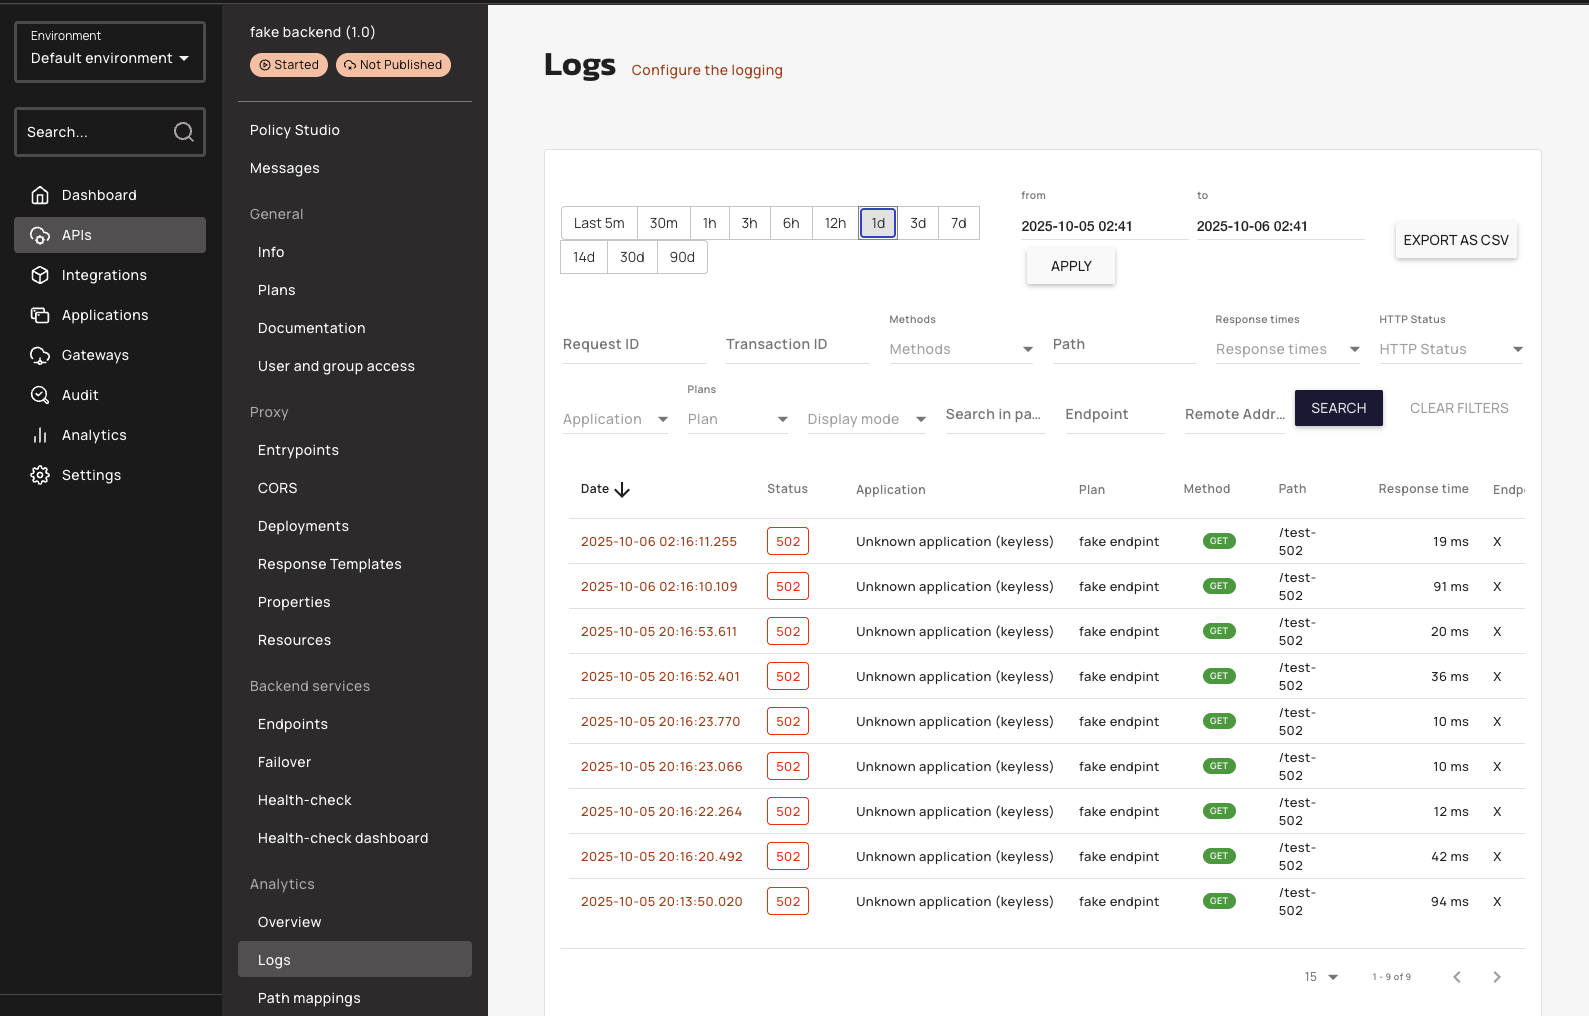 Environment
Default environment
Search...
Dashboard
APIs
Integrations
Applications
Gateways
Audit
Analytics
Settings
fake backend (1.0)
Started Not Published
Policy Studio
Messages
General
Info
Plans
Documentation
User and group access
Proxy
Entrypoints
CORS
Deployments
Response Templates
Properties
Resources
Backend services
Endpoints
Failover
Health-check
Health-check dashboard
Analytics
Overview
Logs
Path mappings
Logs Configure the logging
Last 5m 30m 1h 3h 6h 12h 1d 3d 7d
14d 30d 90d
from to
2025-10-05 02:41 2025-10-06 02:41
APPLY
EXPORT AS CSV
Methods Response times HTTP Status
Request ID Transaction ID Methods Path Response times HTTP Status
Plans
Application Plan Display mode Search in pa... Endpoint Remote Addr... SEARCH CLEAR FILTERS
Date Status Application Plan Method Path Response time Endpo
2025-10-06 02:16:11.255 502 Unknown application (keyless) fake endpint GET /test-
502 19 ms X
2025-10-06 02:16:10.109 502 Unknown application (keyless) fake endpint GET /test-
502 91 ms X
2025-10-05 20:16:53.611 502 Unknown application (keyless) fake endpint GET /test-
502 20 ms X
2025-10-05 20:16:52.401 502 Unknown application (keyless) fake endpint GET /test-
502 36 ms X
2025-10-05 20:16:23.770 502 Unknown application (keyless) fake endpint GET /test-
502 10 ms X
2025-10-05 20:16:23.066 502 Unknown application (keyless) fake endpint GET /test-
502 10 ms X
2025-10-05 20:16:22.264 502 Unknown application (keyless) fake endpint GET /test-
502 12 ms X
2025-10-05 20:16:20.492 502 Unknown application (keyless) fake endpint GET /test-
502 42 ms X
2025-10-05 20:13:50.020 502 Unknown application (keyless) fake endpint GET /test-
502 94 ms X
15 1 - 9 of 9